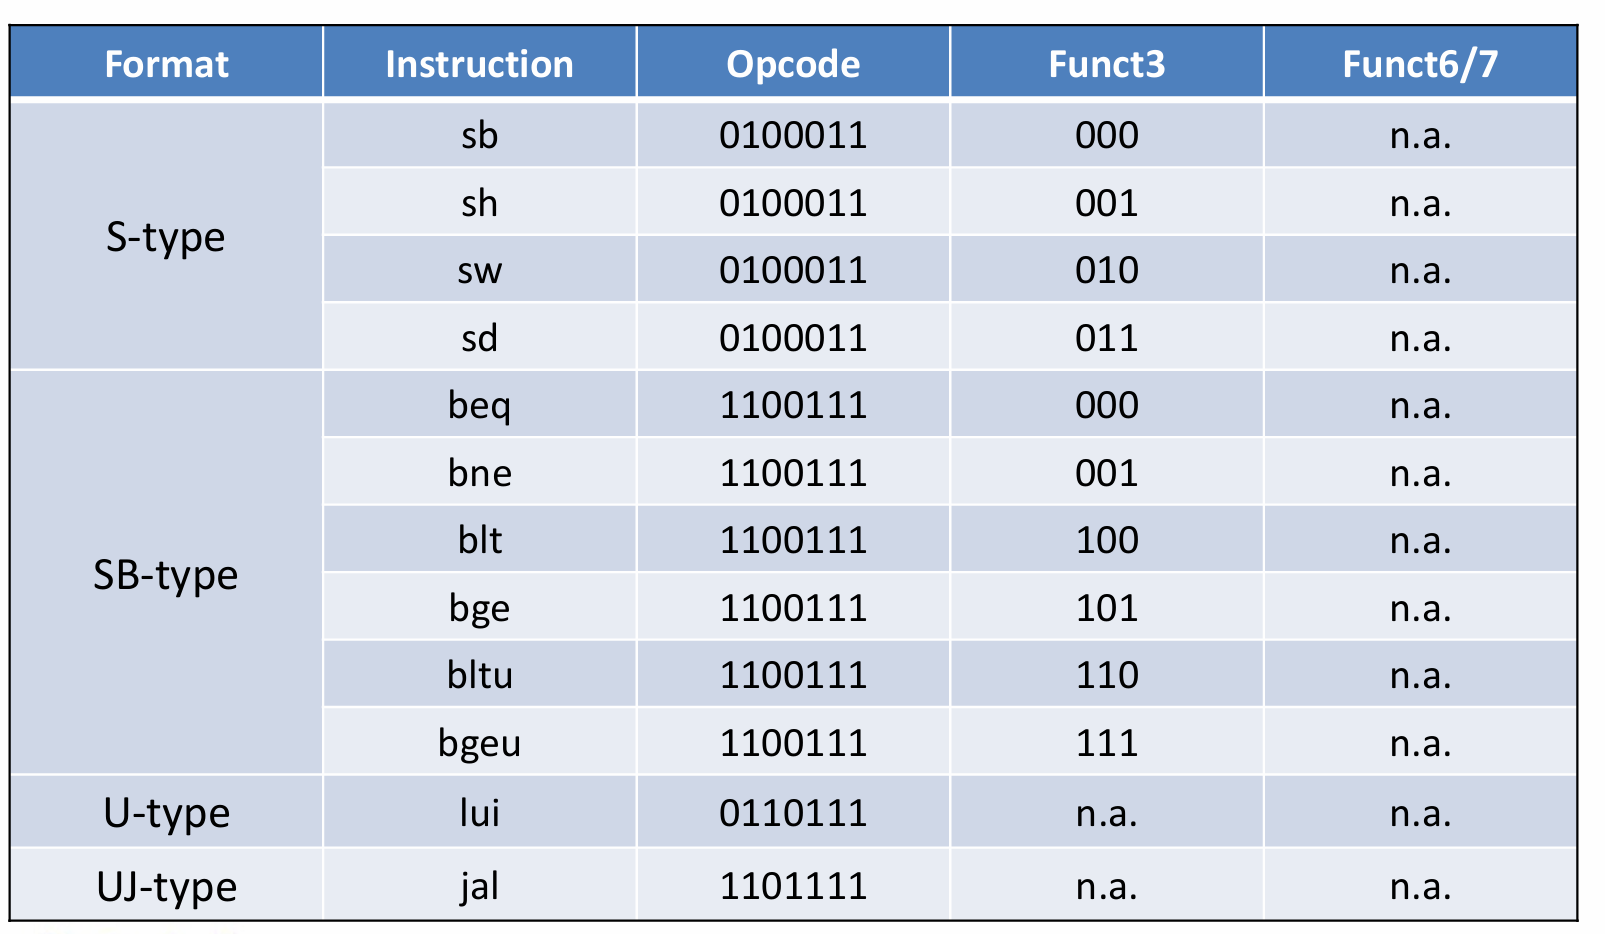 Format Instruction Opcode Funct3 Funct6/7
S-type
sb 0100011 000 n.a.
sh 0100011 001 n.a.
sw 0100011 010 n.a.
sd 0100011 011 n.a.
SB-type
beq 1100111 000 n.a.
bne 1100111 001 n.a.
blt 1100111 100 n.a.
bge 1100111 101 n.a.
bltu 1100111 110 n.a.
bgeu 1100111 111 n.a.
U-type lui 0110111 n.a. n.a.
UJ-type jal 1101111 n.a. n.a.